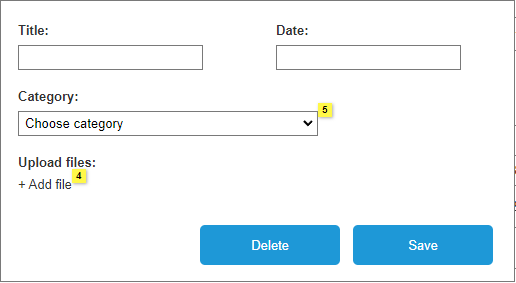 Title:
Date:
Category:
5
Choose category
Upload files:
+ Add file
4
Delete
Save